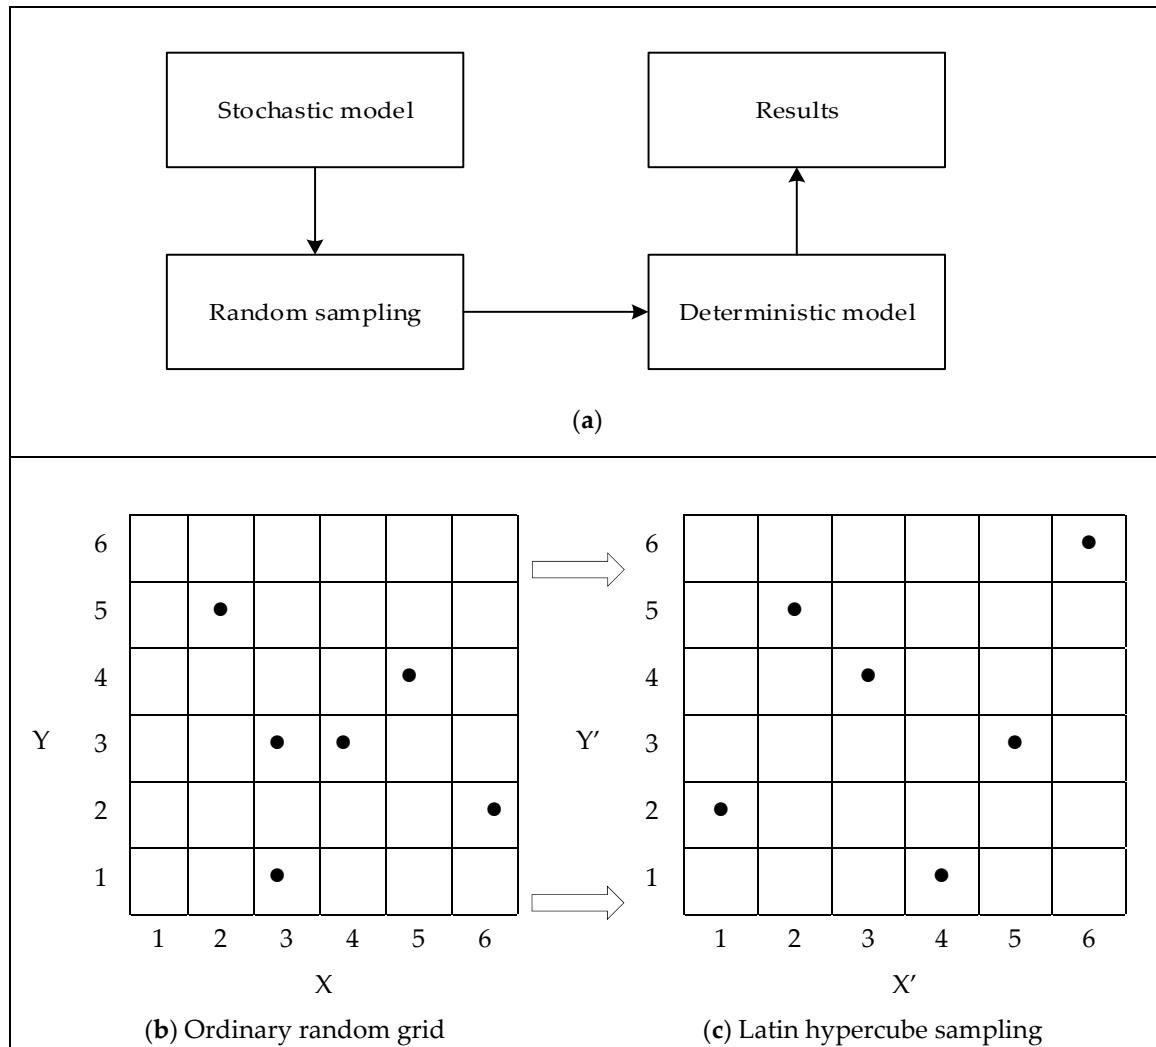 Stochastic model
Results
Random sampling
Deterministic model
(a)
6
5
4
Y
3
2
1
1 2 3 4 5 6
X
(b) Ordinary random grid
6
5
4
Y’
3
2
1
1 2 3 4 5 6
X’
(c) Latin hypercube sampling